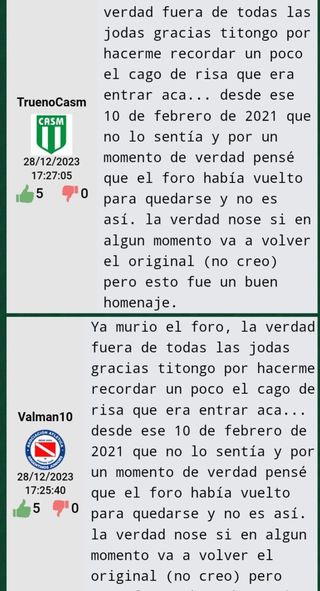 verdad fuera de todas las
jodas gracias titongo por
hacerme recordar un poco
el cago de risa que era
entrar aca... desde ese
10 de febrero de 2021 que
no lo sentía y por un
momento de verdad pensé
que el foro había vuelto
para quedarse y no es
así. la verdad nose si en
algun momento va a volver
el original (no creo)
pero esto fue un buen
homenaje.
TruenoCasm
CASM
28/12/2023
17:27:05
5 0
Ya murio el foro, la verdad
fuera de todas las jodas
gracias titongo por hacerme
recordar un poco el cago de
risa que era entrar aca...
desde ese 10 de febrero de
2021 que no lo sentía y por
un momento de verdad pensé
que el foro había vuelto
para quedarse y no es así.
la verdad nose si en algun
momento va a volver el
original (no creo) pero
Valman10
28/12/2023
17:25:40
5 0